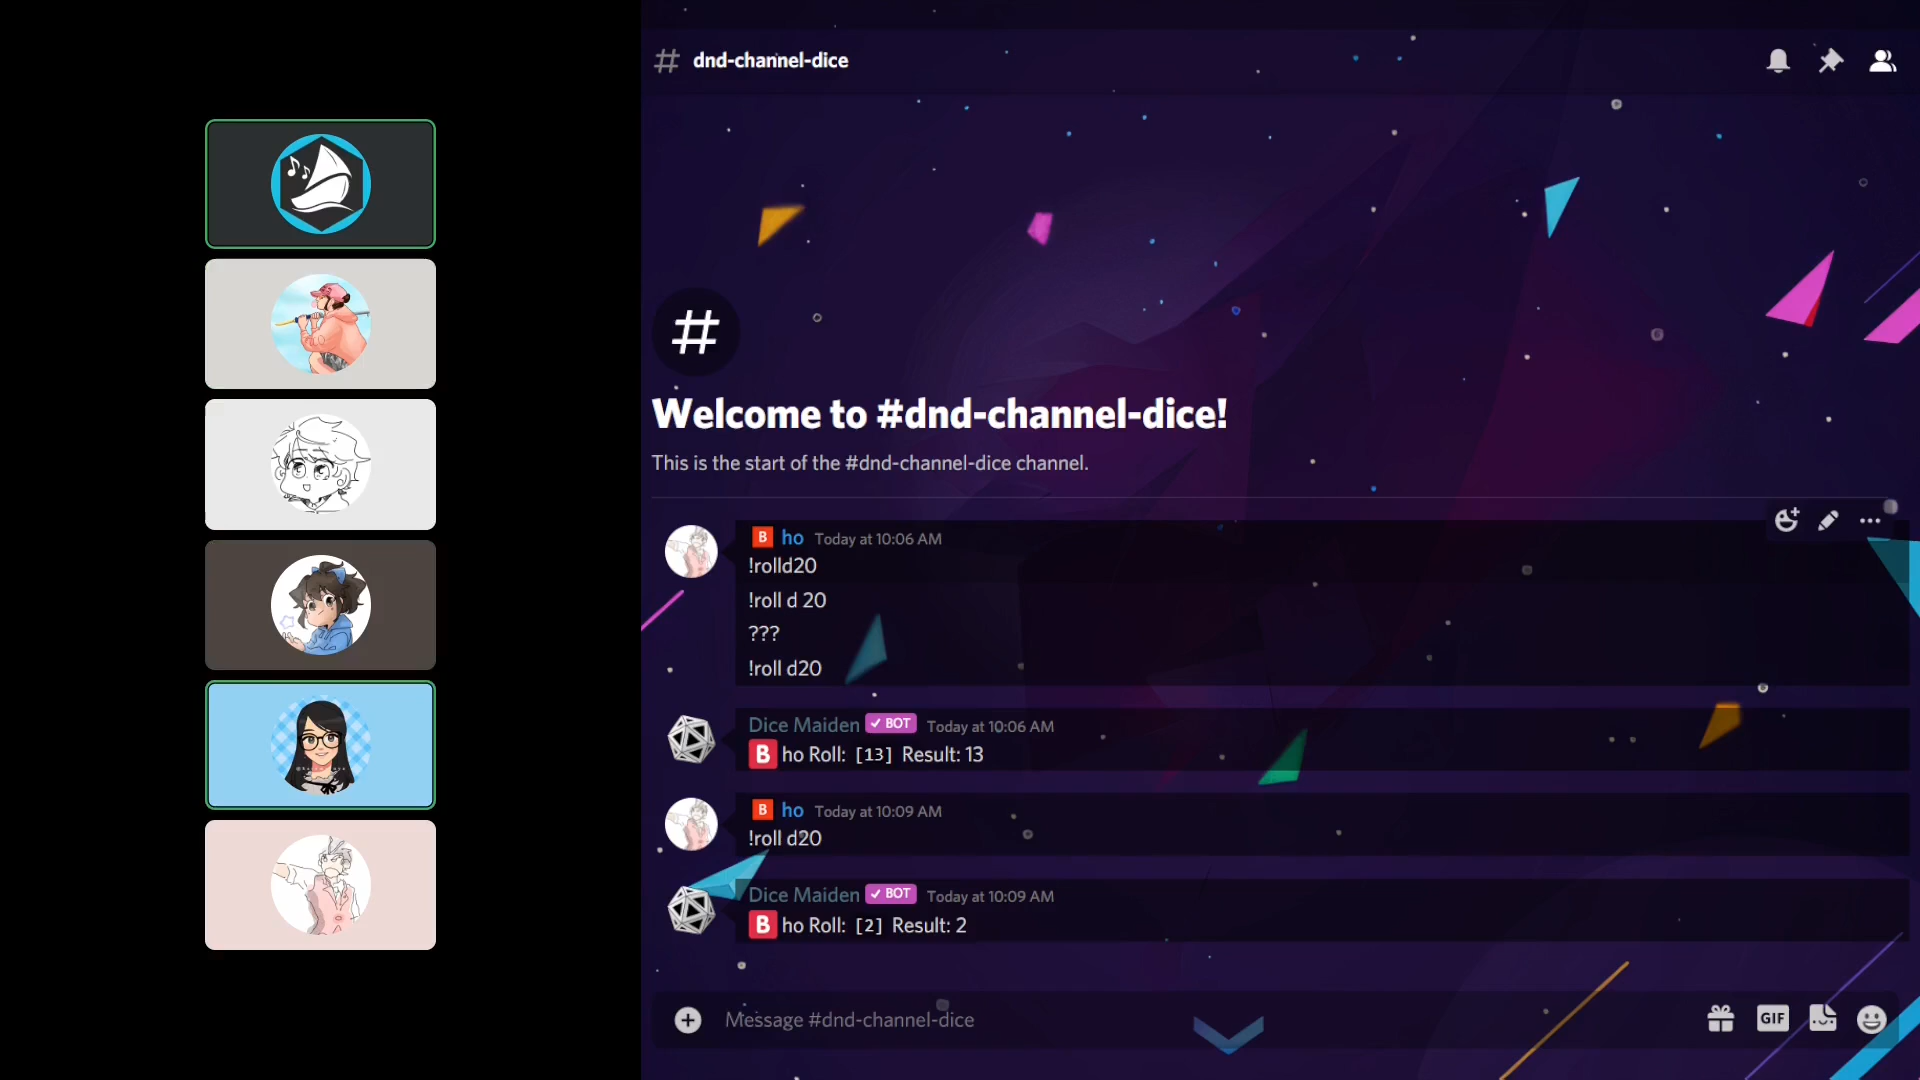 dnd-channel-dice
Welcome to #dnd-channel-dice!
This is the start of the #dnd-channel-dice channel.
B ho Today at 10:06 AM
!rolld20
!roll d 20
???
!roll d20
Dice Maiden ✓ BOT Today at 10:06 AM
B ho Roll: [13] Result: 13
B ho Today at 10:09 AM
!roll d20
Dice Maiden ✓ BOT Today at 10:09 AM
B ho Roll: [2] Result: 2
Message #dnd-channel-dice
GIF